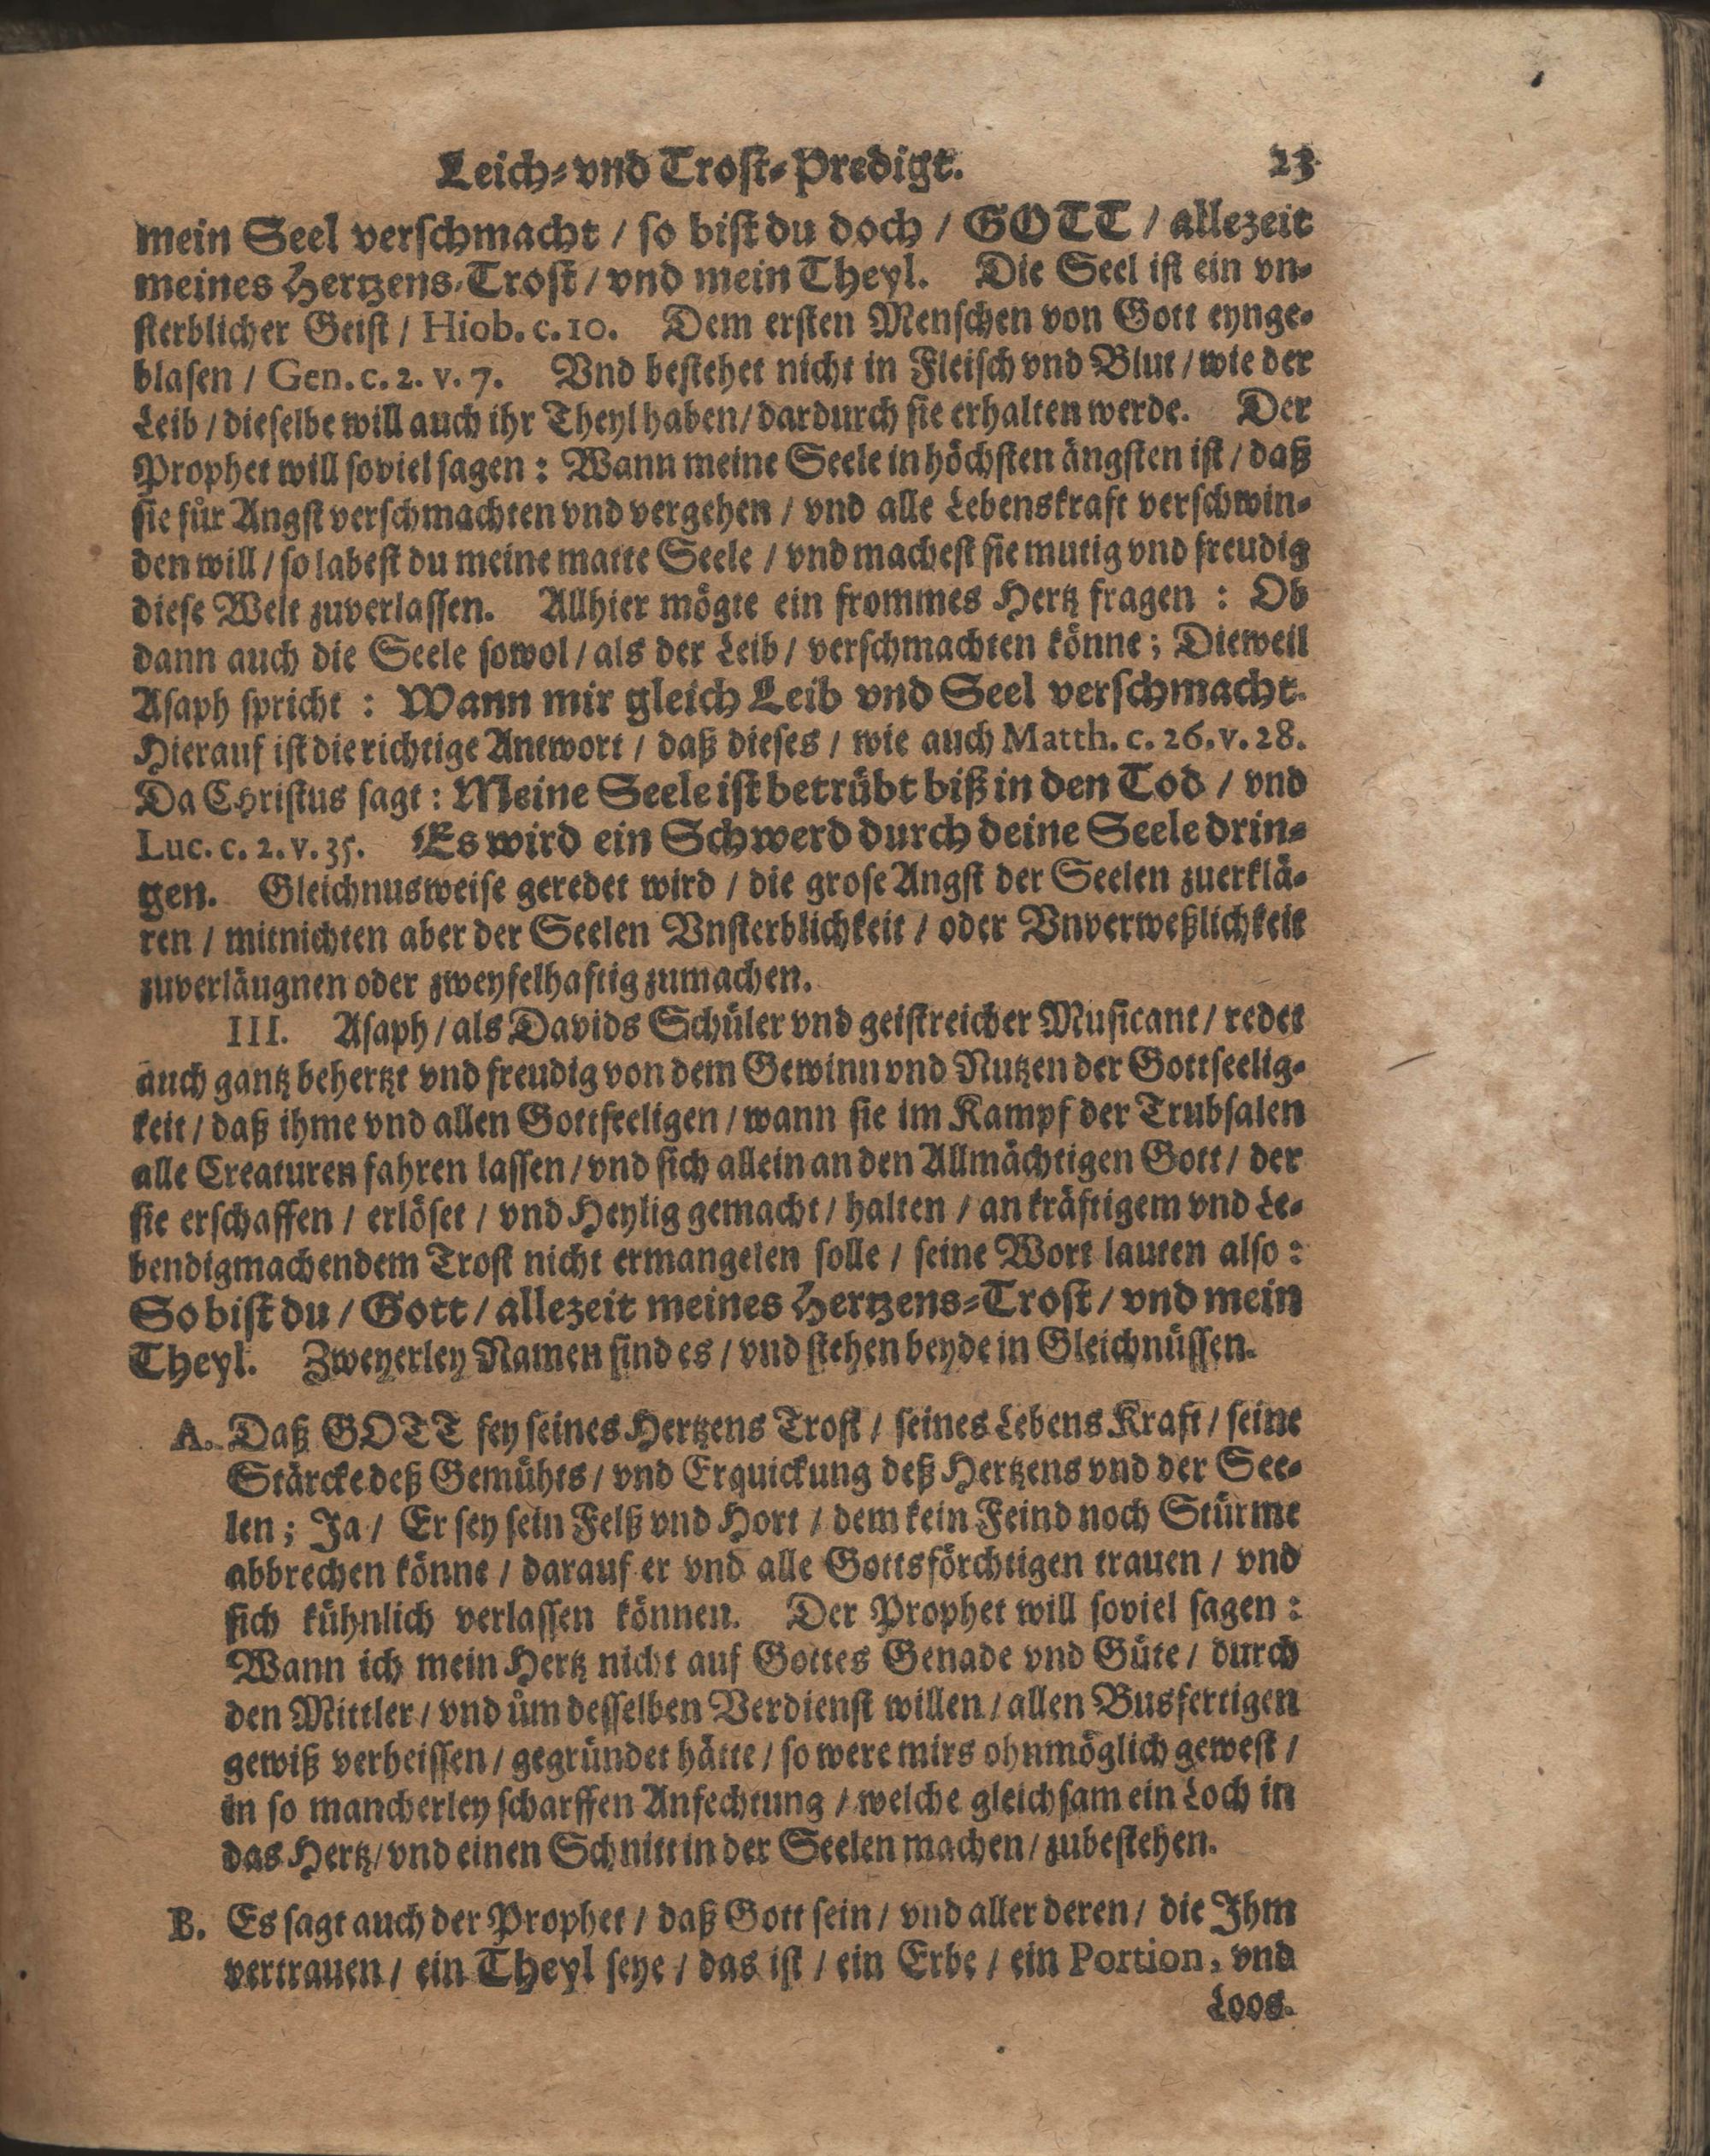 Leich-vnd Trost-Predigt. 23
mein Seel verschmacht / so bist du doch / GOTT / allezeit
meines Hertzens-Trost / vnd mein Theyl. Die Seel ist ein vn-
sterblicher Geist / Hiob. c. 10. Dem ersten Menschen von Gott eynge-
blasen / Gen. c. 2. v. 7. Vnd bestehet nicht in Fleisch vnd Blut / wie der
Leib / dieselbe will auch ihr Theyl haben / dardurch sie erhalten werde. Der
Prophet will soviel sagen : Wann meine Seele in höchsten ängsten ist / daß
sie für Angst verschmachten vnd vergehen / vnd alle Lebenskraft verschwin-
den will / so labest du meine matte Seele / vnd machest sie mutig vnd freudig
diese Welt zuverlassen. Allhier mögte ein frommes Hertz fragen : Ob
dann auch die Seele sowol / als der Leib / verschmachten könne ; Dieweil
Asaph spricht : Wann mir gleich Leib vnd Seel verschmacht.
Hierauf ist die richtige Antwort / daß dieses / wie auch Matth. c. 26. v. 28.
Da Christus sagt : Meine Seele ist betrübt biß in den Tod / vnd
Luc. c. 2. v. 35. Es wird ein Schwerd durch deine Seele drin-
gen. Gleichnusweise geredet wird / die grose Angst der Seelen zuerklä-
ren / mitnichten aber der Seelen Vnsterblichkeit / oder Vnverweßlichkeit
zuverläugnen oder zweyfelhaftig zumachen.
III. Asaph / als Davids Schüler vnd geistreicher Musicant / redet
auch gantz behertzt vnd freudig von dem Gewinn vnd Nutzen der Gottseelig-
keit / daß ihme vnd allen Gottseeligen / wann sie im Kampf der Trubsalen
alle Creaturen fahren lassen / vnd sich allein an den Allmächtigen Gott / der
sie erschaffen / erlöset / vnd Heylig gemacht / halten / an kräftigem vnd Le-
bendigmachendem Trost nicht ermangelen solle / seine Wort lauten also :
So bist du / Gott / allezeit meines Hertzens-Trost / vnd mein
Theyl. Zweyerley Namen sind es / vnd stehen beyde in Gleichnüssen.
A. Daß GOTT sey seines Hertzens Trost / seines Lebens Kraft / seine
Stärcke deß Gemühts / vnd Erquickung deß Hertzens vnd der See-
len ; Ja / Er sey sein Felß vnd Hort / dem kein Feind noch Stürme
abbrechen könne / darauf er vnd alle Gottsförchtigen trauen / vnd
sich kühnlich verlassen können. Der Prophet will soviel sagen :
Wann ich mein Hertz nicht auf Gottes Genade vnd Güte / durch
den Mittler / vnd üm desselben Verdienst willen / allen Busfertigen
gewiß verheissen / gegründet hätte / so were mirs ohnmöglich gewest /
in so mancherley scharffen Anfechtung / welche gleichsam ein Loch in
das Hertz / vnd einen Schnitt in der Seelen machen / zubestehen.
B. Es sagt auch der Prophet / daß Gott sein / vnd aller deren / die Ihm
vertrauen / ein Theyl seye / das ist / ein Erbe / ein Portion, vnd
Loos.